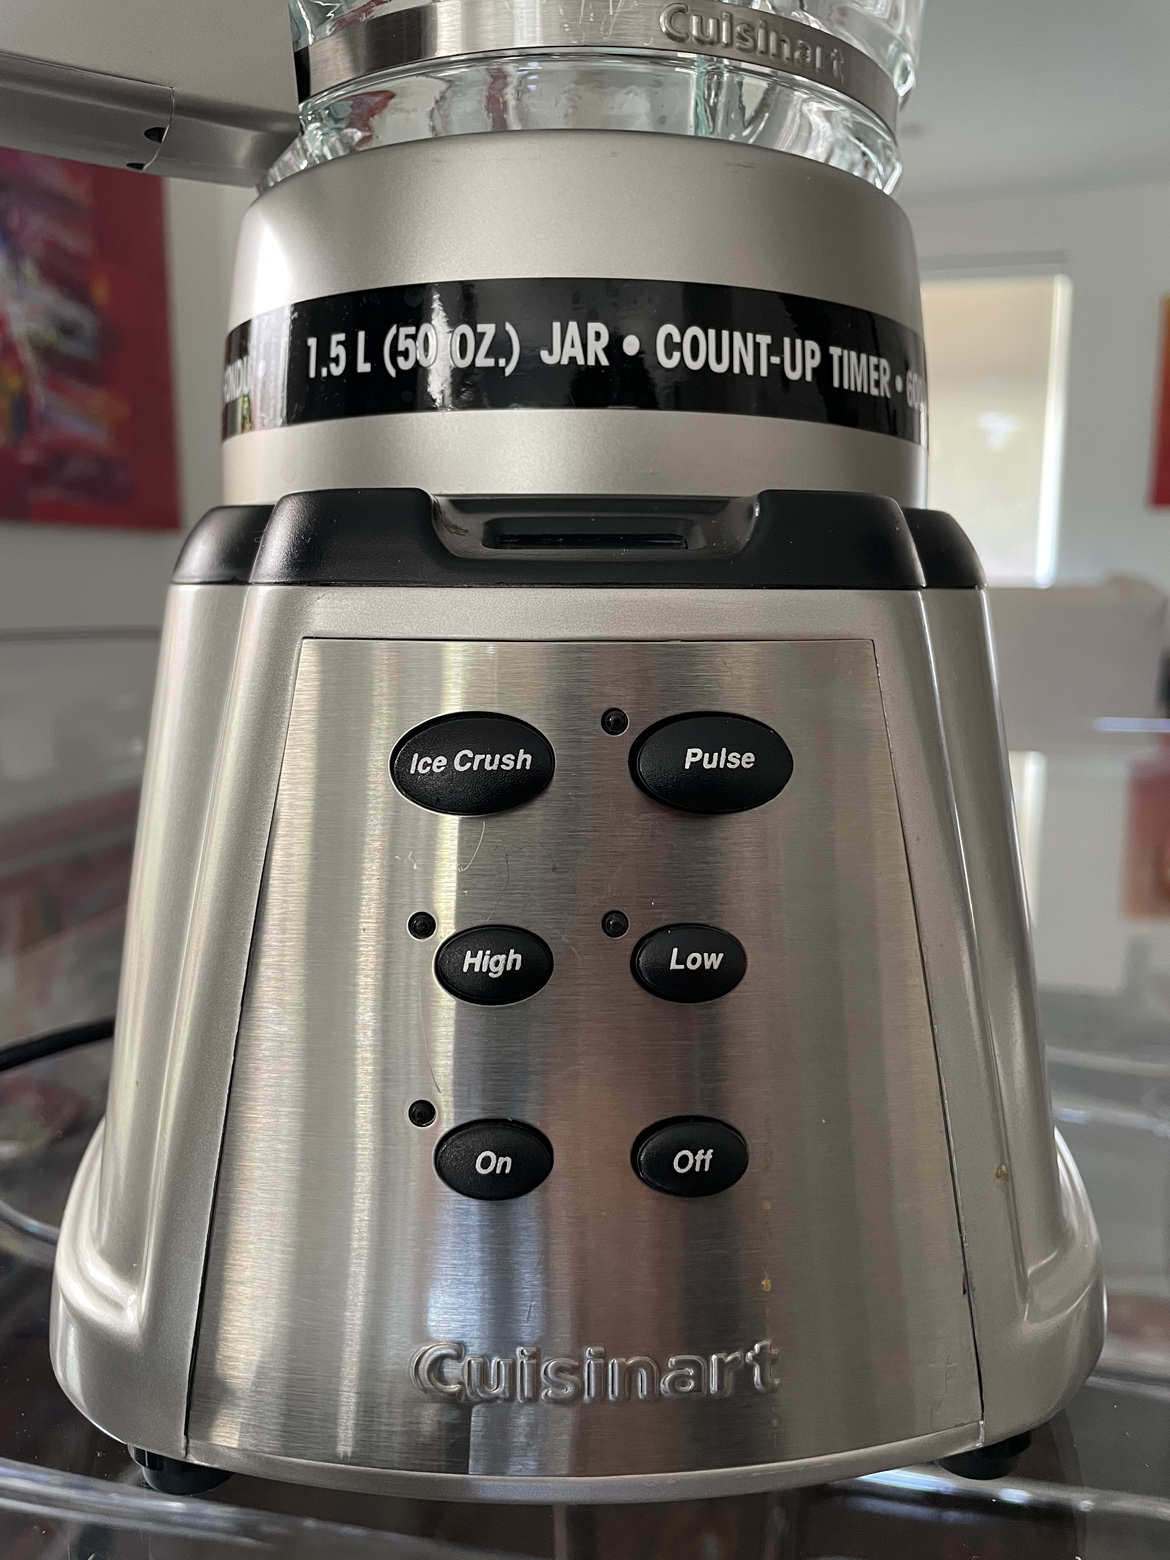 Cuisinart
1.5 L (50 OZ.) JAR • COUNT-UP TIMER •
Ice Crush Pulse
High Low
On Off
Cuisinart